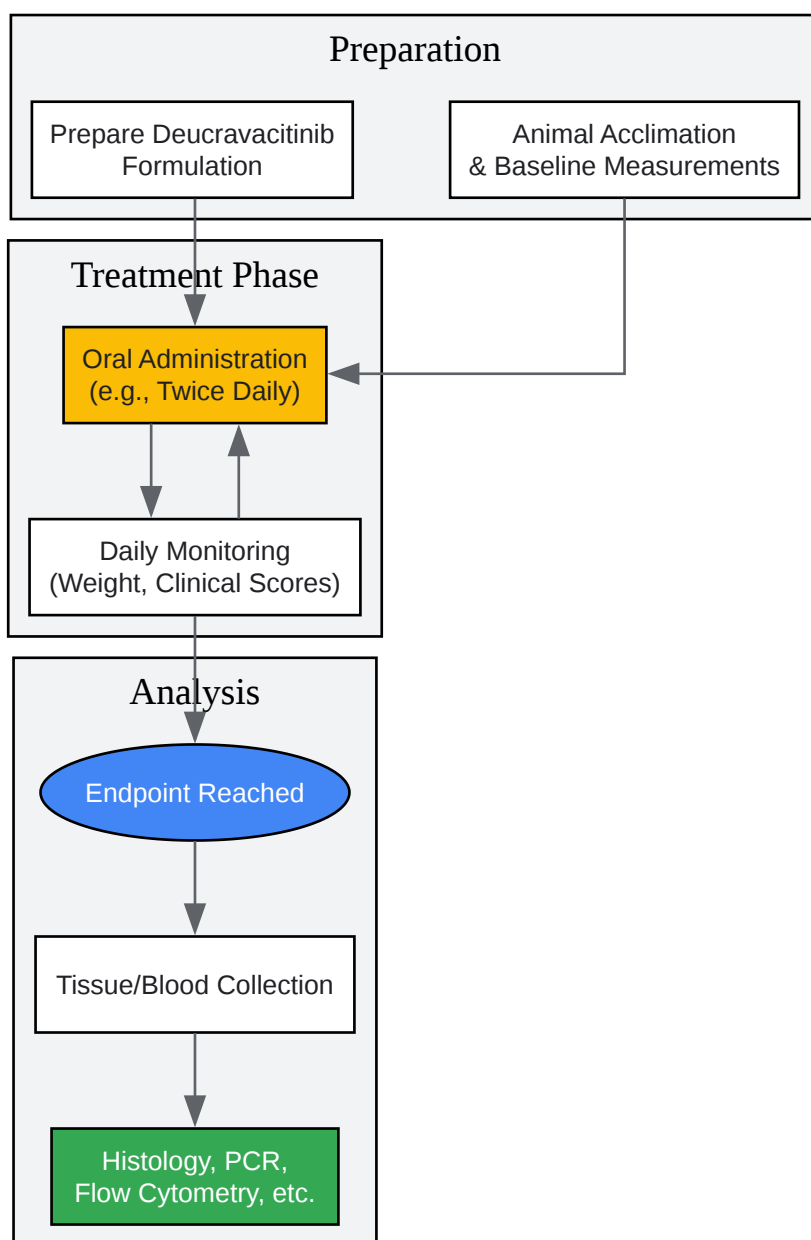 Preparation
Prepare Deucravacitinib
Formulation
Animal Acclimation
& Baseline Measurements
Treatment Phase
Oral Administration
(e.g., Twice Daily)
Daily Monitoring
(Weight, Clinical Scores)
Analysis
Endpoint Reached
Tissue/Blood Collection
Histology, PCR,
Flow Cytometry, etc.